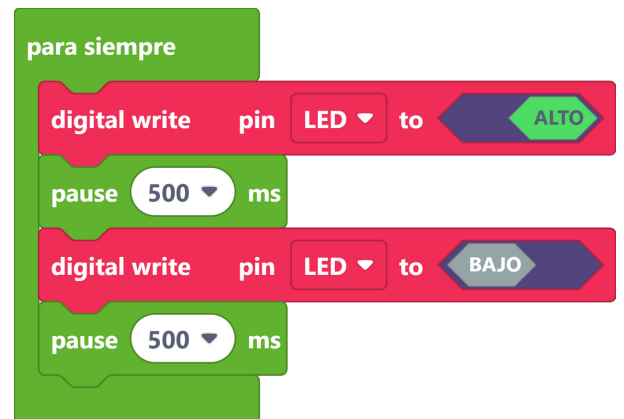 para siempre
digital write pin LED to ALTO
pause 500 ms
digital write pin LED to BAJO
pause 500 ms